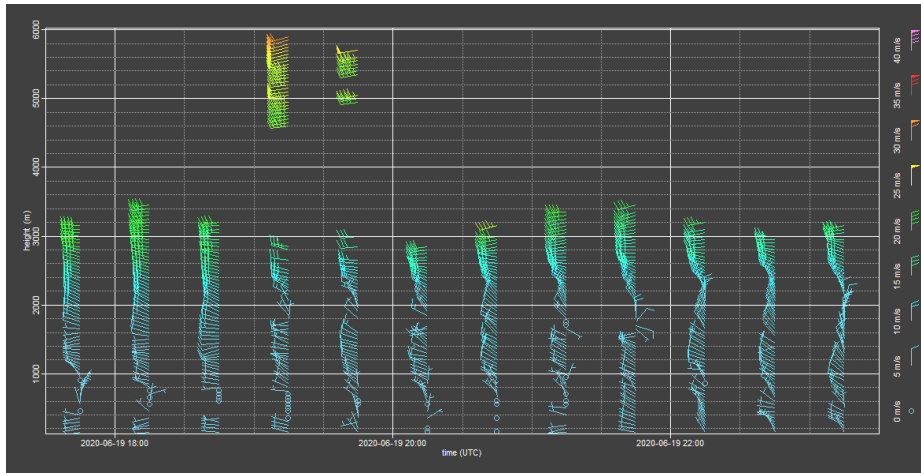 6000
5000
4000
3000
2000
1000
height (m)
2020-06-19 18:00
2020-06-19 20:00
2020-06-19 22:00
time (UTC)
40 m/s
35 m/s
30 m/s
25 m/s
20 m/s
15 m/s
10 m/s
5 m/s
0 m/s